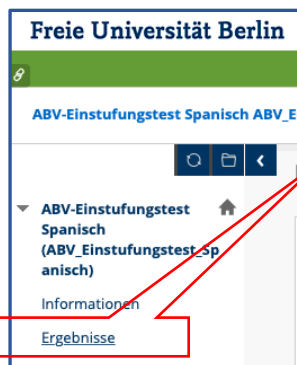 Freie Universität Berlin
ABV-Einstufungstest Spanisch ABV_E
ABV-Einstufungstest
Spanisch
(ABV_Einstufungstest_Sp
anisch)
Informationen
Ergebnisse